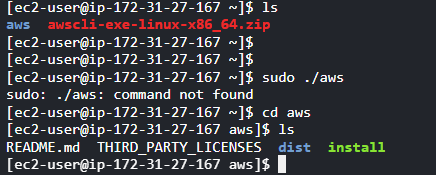 [ec2-user@ip-172-31-27-167 ~]$ ls
aws  awscli-exe-linux-x86_64.zip
[ec2-user@ip-172-31-27-167 ~]$
[ec2-user@ip-172-31-27-167 ~]$
[ec2-user@ip-172-31-27-167 ~]$ sudo ./aws
sudo: ./aws: command not found
[ec2-user@ip-172-31-27-167 ~]$ cd aws
[ec2-user@ip-172-31-27-167 aws]$ ls
README.md  THIRD_PARTY_LICENSES  dist  install
[ec2-user@ip-172-31-27-167 aws]$